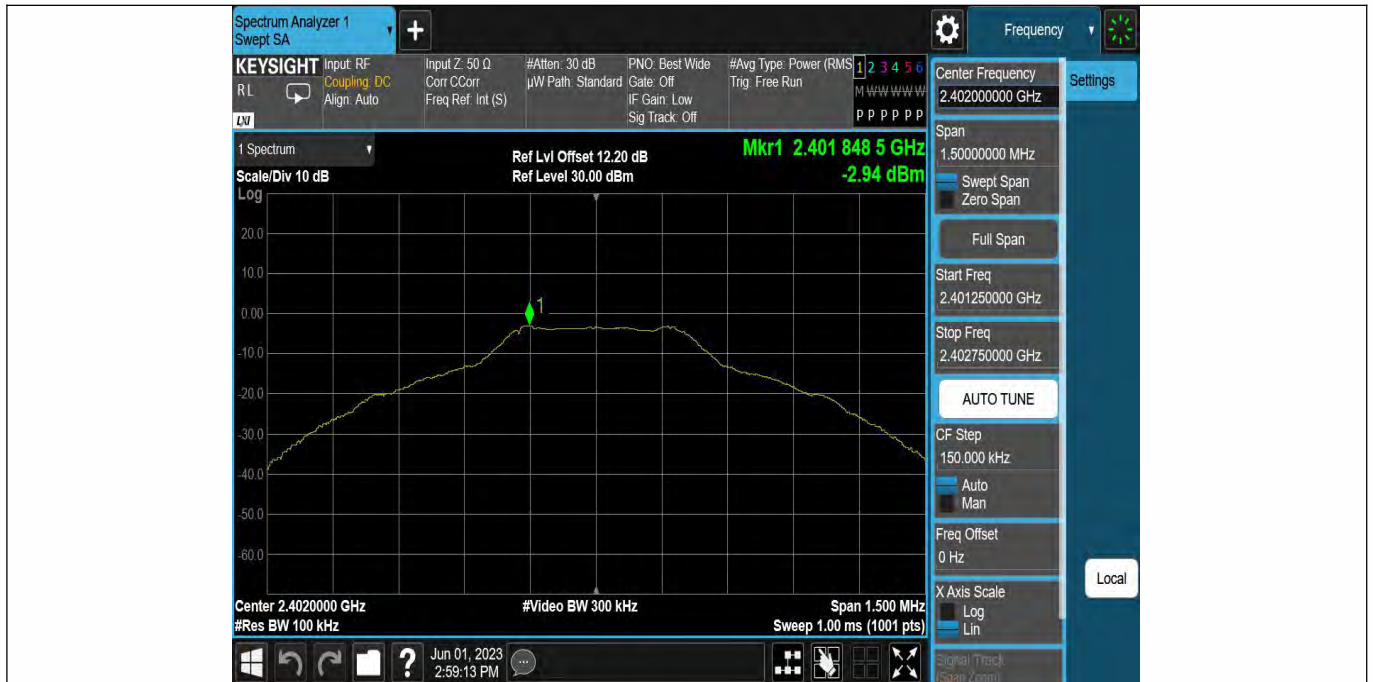 Spectrum Analyzer 1
Swept SA
+
Frequency
KEYSIGHT
RL
LXI
Input: RF
Coupling: DC
Align: Auto
Input Z: 50 Ω
Corr CCorr
Freq Ref: Int (S)
#Atten: 30 dB
µW Path: Standard
PNO: Best Wide
Gate: Off
IF Gain: Low
Sig Track: Off
#Avg Type: Power (RMS
Trig: Free Run
1 2 3 4 5 6
M W W W W W
P P P P P P
1 Spectrum
Scale/Div 10 dB
Ref Lvl Offset 12.20 dB
Ref Level 30.00 dBm
Mkr1 2.401 848 5 GHz
-2.94 dBm
Log
20.0
10.0
0.00
-10.0
-20.0
-30.0
-40.0
-50.0
-60.0
1
Center 2.4020000 GHz
#Res BW 100 kHz
#Video BW 300 kHz
Span 1.500 MHz
Sweep 1.00 ms (1001 pts)
?
Jun 01, 2023
2:59:13 PM
Center Frequency
2.402000000 GHz
Settings
Span
1.50000000 MHz
Swept Span
Zero Span
Full Span
Start Freq
2.401250000 GHz
Stop Freq
2.402750000 GHz
AUTO TUNE
CF Step
150.000 kHz
Auto
Man
Freq Offset
0 Hz
Local
X Axis Scale
Log
Lin
Signal Track
(Span Zoom)